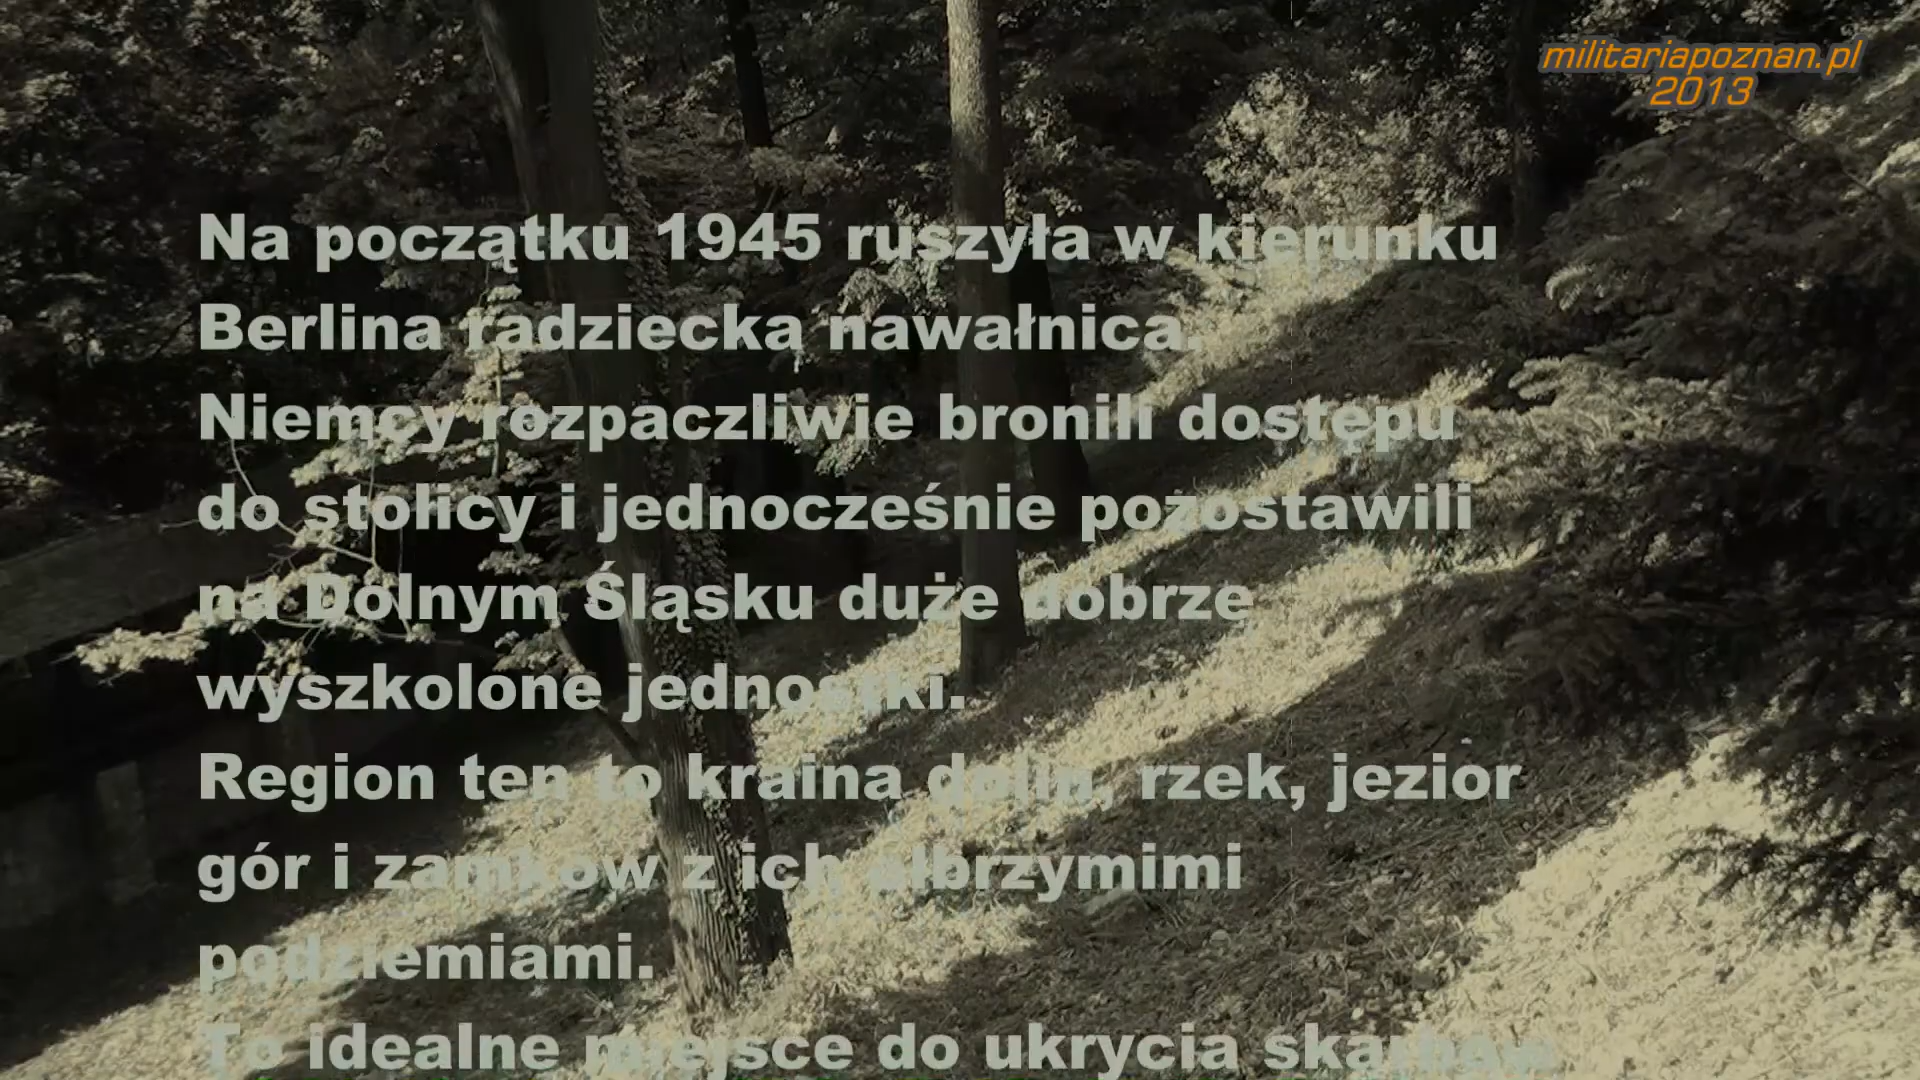 militariapoznan.pl
2013
Na początku 1945 ruszyła w kierunku
Berlina radziecka nawałnica.
Niemcy rozpaczliwie bronili dostępu
do stolicy i jednocześnie pozostawili
na Dolnym Śląsku duże dobrze
wyszkolone jednostki.
Region ten to kraina dolin, rzek, jezior
gór i zamków z ich olbrzymimi
podziemiami.
To idealne miejsce do ukrycia skarbów